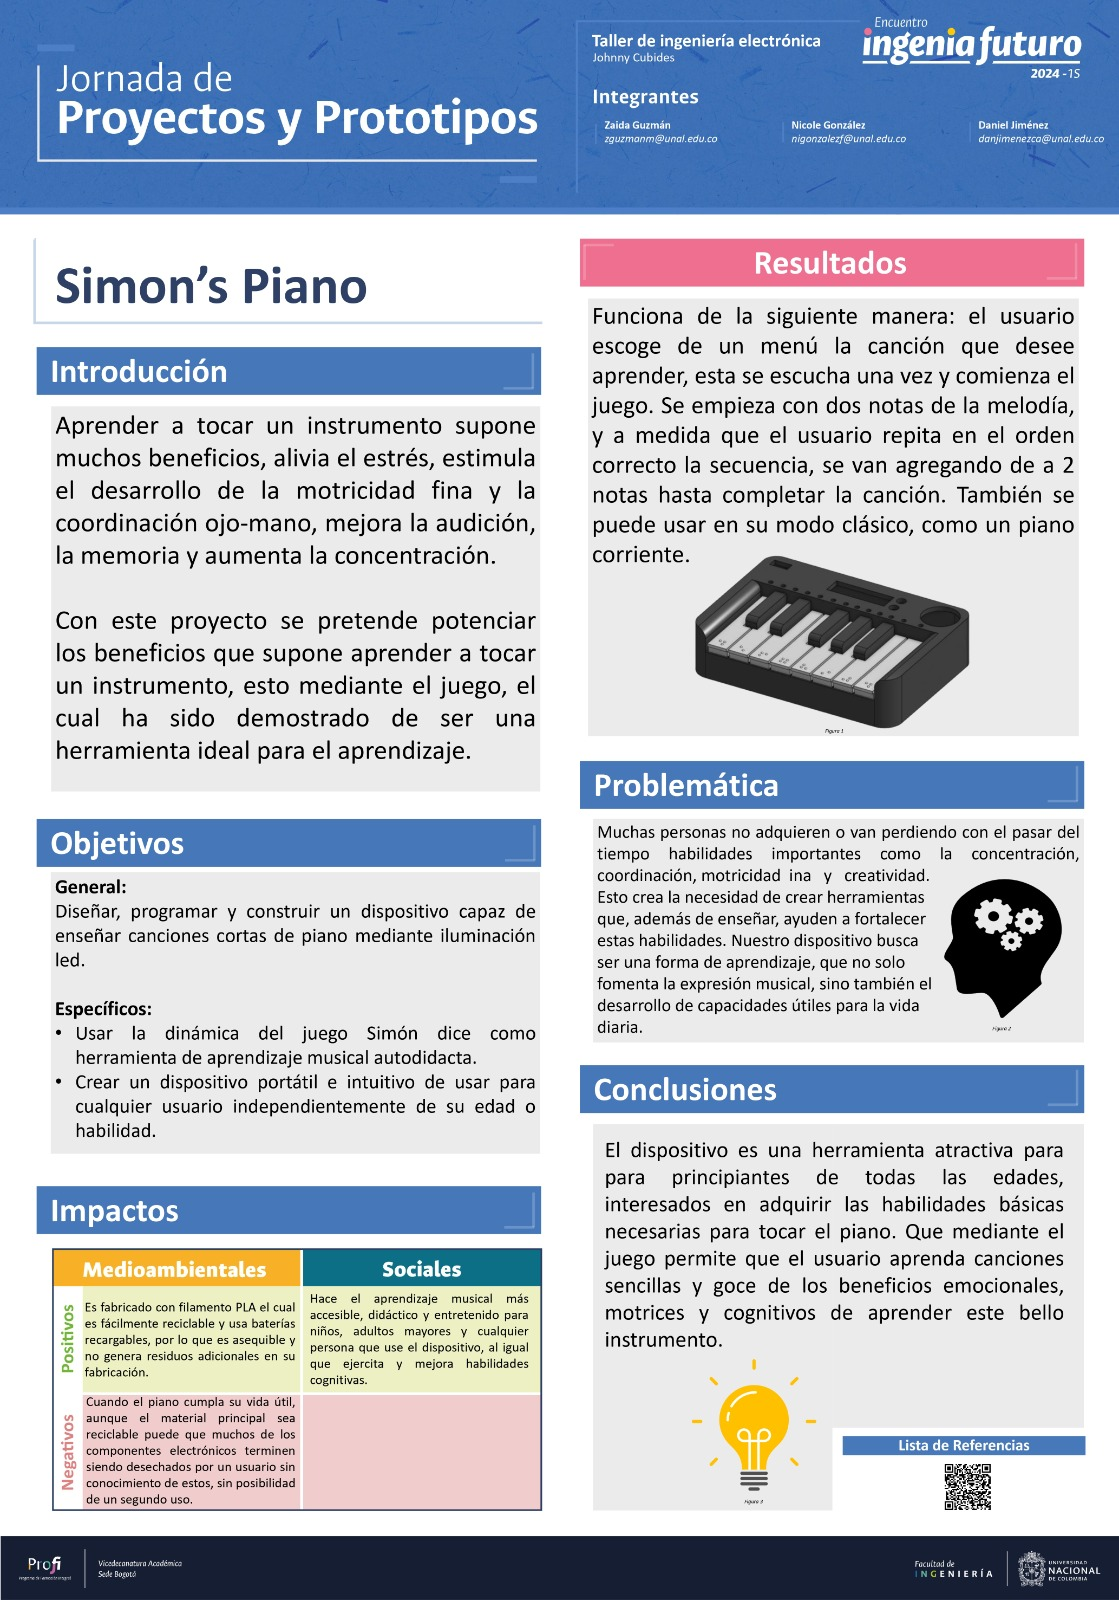 Jornada de
Proyectos y Prototipos
Taller de ingeniería electrónica
Johnny Cubides
Encuentro
ingenia futuro
2024 -1S
Integrantes
Zaida Guzmán
zguzmanm@unal.edu.co
Nicole González
nigonzalezf@unal.edu.co
Daniel Jiménez
danjimenezca@unal.edu.co
Simon’s Piano
Introducción
Aprender a tocar un instrumento supone
muchos beneficios, alivia el estrés, estimula
el desarrollo de la motricidad fina y la
coordinación ojo-mano, mejora la audición,
la memoria y aumenta la concentración.
Con este proyecto se pretende potenciar
los beneficios que supone aprender a tocar
un instrumento, esto mediante el juego, el
cual ha sido demostrado de ser una
herramienta ideal para el aprendizaje.
Objetivos
General:
Diseñar, programar y construir un dispositivo capaz de
enseñar canciones cortas de piano mediante iluminación
led.
Específicos:
• Usar la dinámica del juego Simón dice como
herramienta de aprendizaje musical autodidacta.
• Crear un dispositivo portátil e intuitivo de usar para
cualquier usuario independientemente de su edad o
habilidad.
Impactos
Medioambientales
Sociales
Positivos
Es fabricado con filamento PLA el cual
es fácilmente reciclable y usa baterías
recargables, por lo que es asequible y
no genera residuos adicionales en su
fabricación.
Hace el aprendizaje musical más
accesible, didáctico y entretenido para
niños, adultos mayores y cualquier
persona que use el dispositivo, al igual
que ejercita y mejora habilidades
cognitivas.
Negativos
Cuando el piano cumpla su vida útil,
aunque el material principal sea
reciclable puede que muchos de los
componentes electrónicos terminen
siendo desechados por un usuario sin
conocimiento de estos, sin posibilidad
de un segundo uso.
Resultados
Funciona de la siguiente manera: el usuario
escoge de un menú la canción que desee
aprender, esta se escucha una vez y comienza el
juego. Se empieza con dos notas de la melodía,
y a medida que el usuario repita en el orden
correcto la secuencia, se van agregando de a 2
notas hasta completar la canción. También se
puede usar en su modo clásico, como un piano
corriente.
Figura 1
Problemática
Muchas personas no adquieren o van perdiendo con el pasar del
tiempo habilidades importantes como la concentración,
coordinación, motricidad ina y creatividad.
Esto crea la necesidad de crear herramientas
que, además de enseñar, ayuden a fortalecer
estas habilidades. Nuestro dispositivo busca
ser una forma de aprendizaje, que no solo
fomenta la expresión musical, sino también el
desarrollo de capacidades útiles para la vida
diaria.
Figura 2
Conclusiones
El dispositivo es una herramienta atractiva para
para principiantes de todas las edades,
interesados en adquirir las habilidades básicas
necesarias para tocar el piano. Que mediante el
juego permite que el usuario aprenda canciones
sencillas y goce de los beneficios emocionales,
motrices y cognitivos de aprender este bello
instrumento.
Figura 3
Lista de Referencias
Profi
Vicedecanatura Académica
Sede Bogotá
Facultad de
INGENIERÍA
UNIVERSIDAD
NACIONAL
DE COLOMBIA